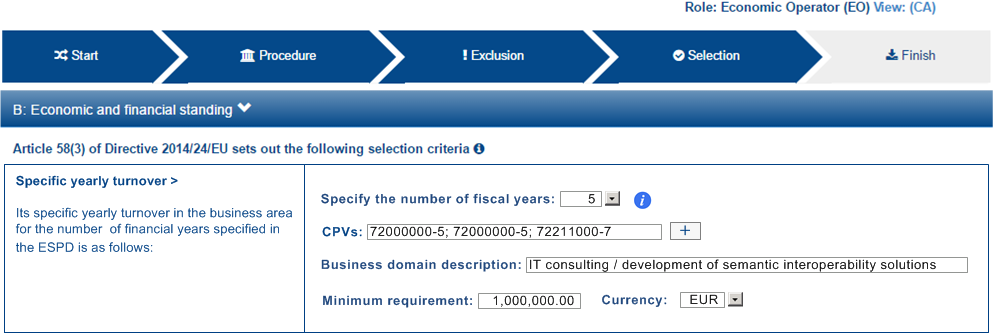 Role: Economic Operator (EO) View: (CA)
Start Procedure Exclusion Selection Finish
B: Economic and financial standing
Article 58(3) of Directive 2014/24/EU sets out the following selection criteria
Specific yearly turnover >
Its specific yearly turnover in the business area
for the number of financial years specified in
the ESPD is as follows:
Specify the number of fiscal years: 5
CPVs: 72000000-5; 72000000-5; 72211000-7 +
Business domain description: IT consulting / development of semantic interoperability solutions
Minimum requirement: 1,000,000.00 Currency: EUR